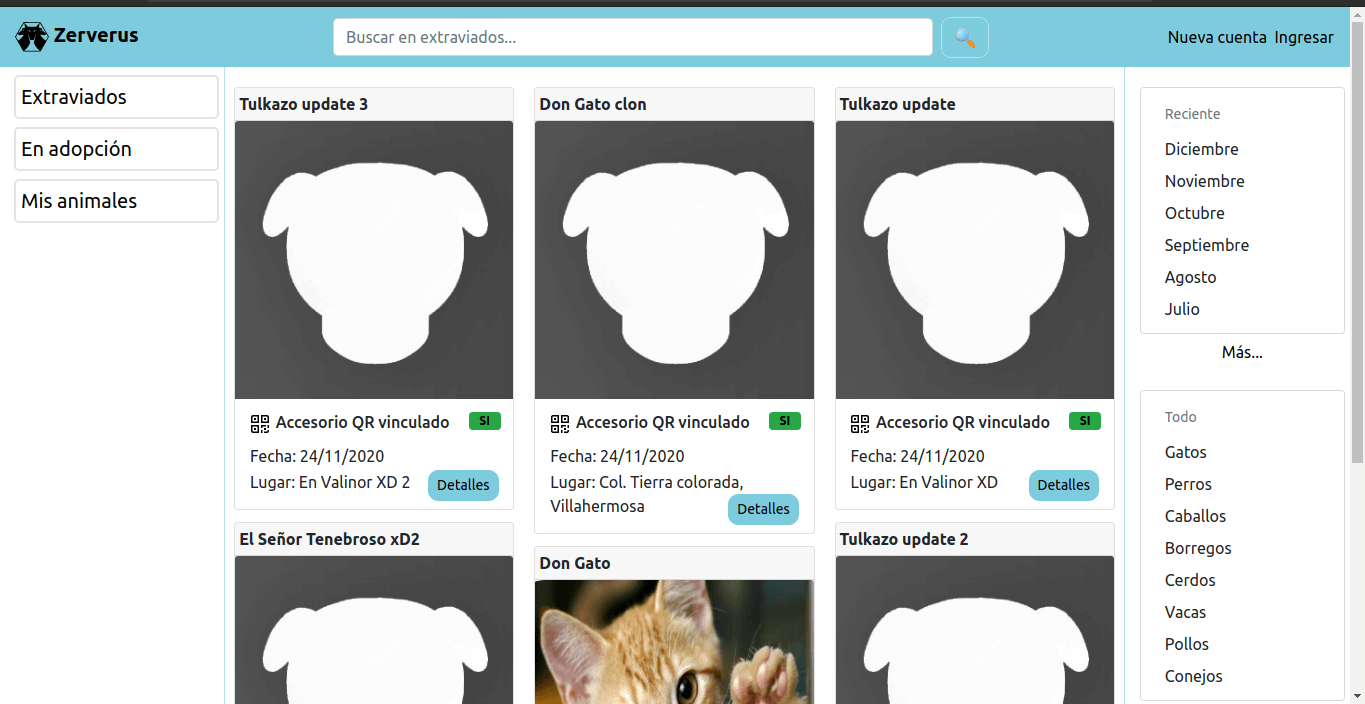 Zerverus
Buscar en extraviados...
Nueva cuenta Ingresar
Extraviados
En adopción
Mis animales
Tulkazo update 3
Accesorio QR vinculado SI
Fecha: 24/11/2020
Lugar: En Valinor XD 2
Detalles
Don Gato clon
Accesorio QR vinculado SI
Fecha: 24/11/2020
Lugar: Col. Tierra colorada,
Villahermosa
Detalles
Tulkazo update
Accesorio QR vinculado SI
Fecha: 24/11/2020
Lugar: En Valinor XD
Detalles
El Señor Tenebroso xD2
Don Gato
Tulkazo update 2
Reciente
Diciembre
Noviembre
Octubre
Septiembre
Agosto
Julio
Más...
Todo
Gatos
Perros
Caballos
Borregos
Cerdos
Vacas
Pollos
Conejos